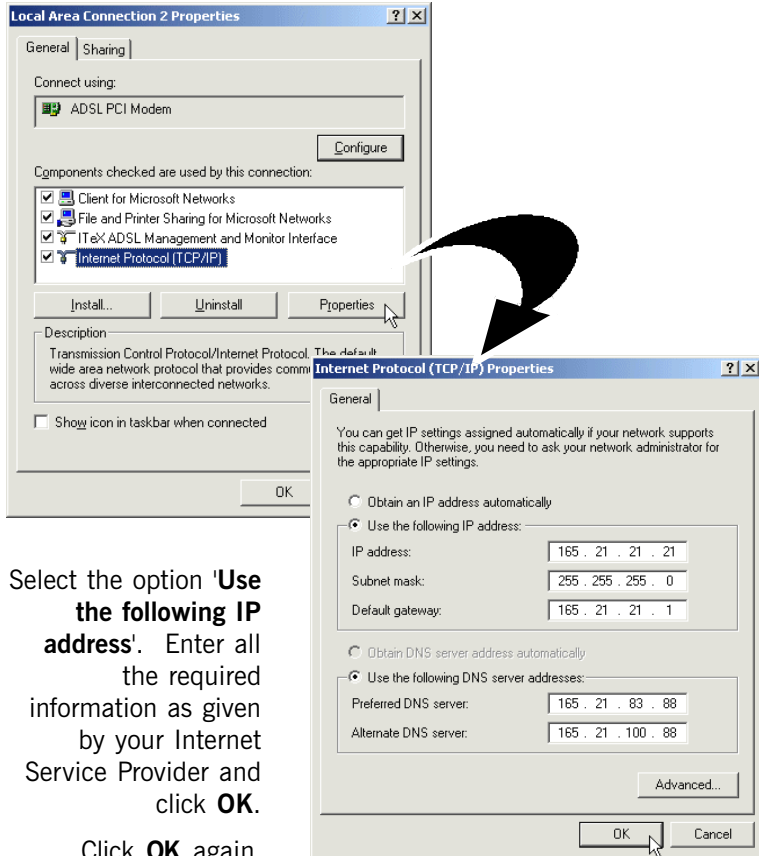 Local Area Connection 2 Properties
General
Sharing
Connect using:
ADSL PCI Modem
Configure
Components checked are used by this connection:
Client for Microsoft Networks
File and Printer Sharing for Microsoft Networks
ITeX ADSL Management and Monitor Interface
Internet Protocol (TCP/IP)
Install...
Uninstall
Properties
Description
Transmission Control Protocol/Internet Protocol. The default
wide area network protocol that provides
across diverse interconnected networks.
Show icon in taskbar when connected
OK
Internet Protocol (TCP/IP) Properties
General
You can get IP settings assigned automatically if your network supports
this capability. Otherwise, you need to ask your network administrator for
the appropriate IP settings.
Obtain an IP address automatically
Use the following IP address:
IP address: 165 . 21 . 21 . 21
Subnet mask: 255 . 255 . 255 . 0
Default gateway: 165 . 21 . 21 . 1
Obtain DNS server address automatically
Use the following DNS server addresses:
Preferred DNS server: 165 . 21 . 83 . 88
Alternate DNS server: 165 . 21 . 100 . 88
Advanced...
OK
Cancel
Select the option 'Use
the following IP
address'. Enter all
the required
information as given
by your Internet
Service Provider and
click OK.
Click OK again.